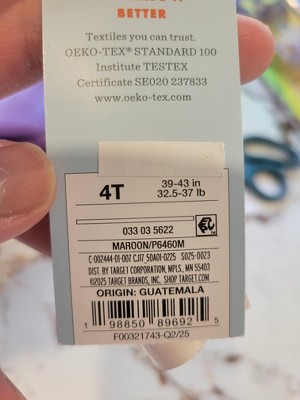 BETTER
Textiles you can trust.
OEKO-TEX® STANDARD 100
Institute TESTEX
Certificate SE020 237833
www.oeko-tex.com
4T
39-43 in
32.5-37 lb
033 03 5622
MAROON/P6460M
C-002444-01-007 CJ17_50A01-0225 S025-0023
DIST. BY TARGET CORPORATION, MPLS., MN 55403
©2025 TARGET BRANDS, INC. SHOP TARGET.COM
ORIGIN: GUATEMALA
1 98850 89692 5
F00321743-Q2/25